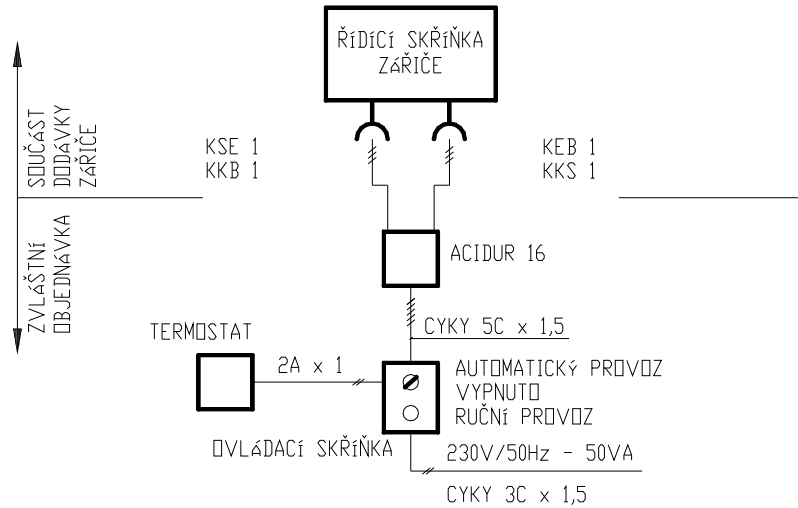 ŘÍDÍCÍ SKŘÍŇKA
ZÁŘIČE
SOUČÁST
DODÁVKY
ZÁŘIČE
KSE 1
KKB 1
KEB 1
KKS 1
ZVLÁŠTNÍ
OBJEDNÁVKA
ACIDUR 16
CYKY 5C x 1,5
TERMOSTAT
2A x 1
AUTOMATICKÝ PROVOZ
VYPNUTO
RUČNÍ PROVOZ
OVLÁDACÍ SKŘÍŇKA
230V/50Hz - 50VA
CYKY 3C x 1,5